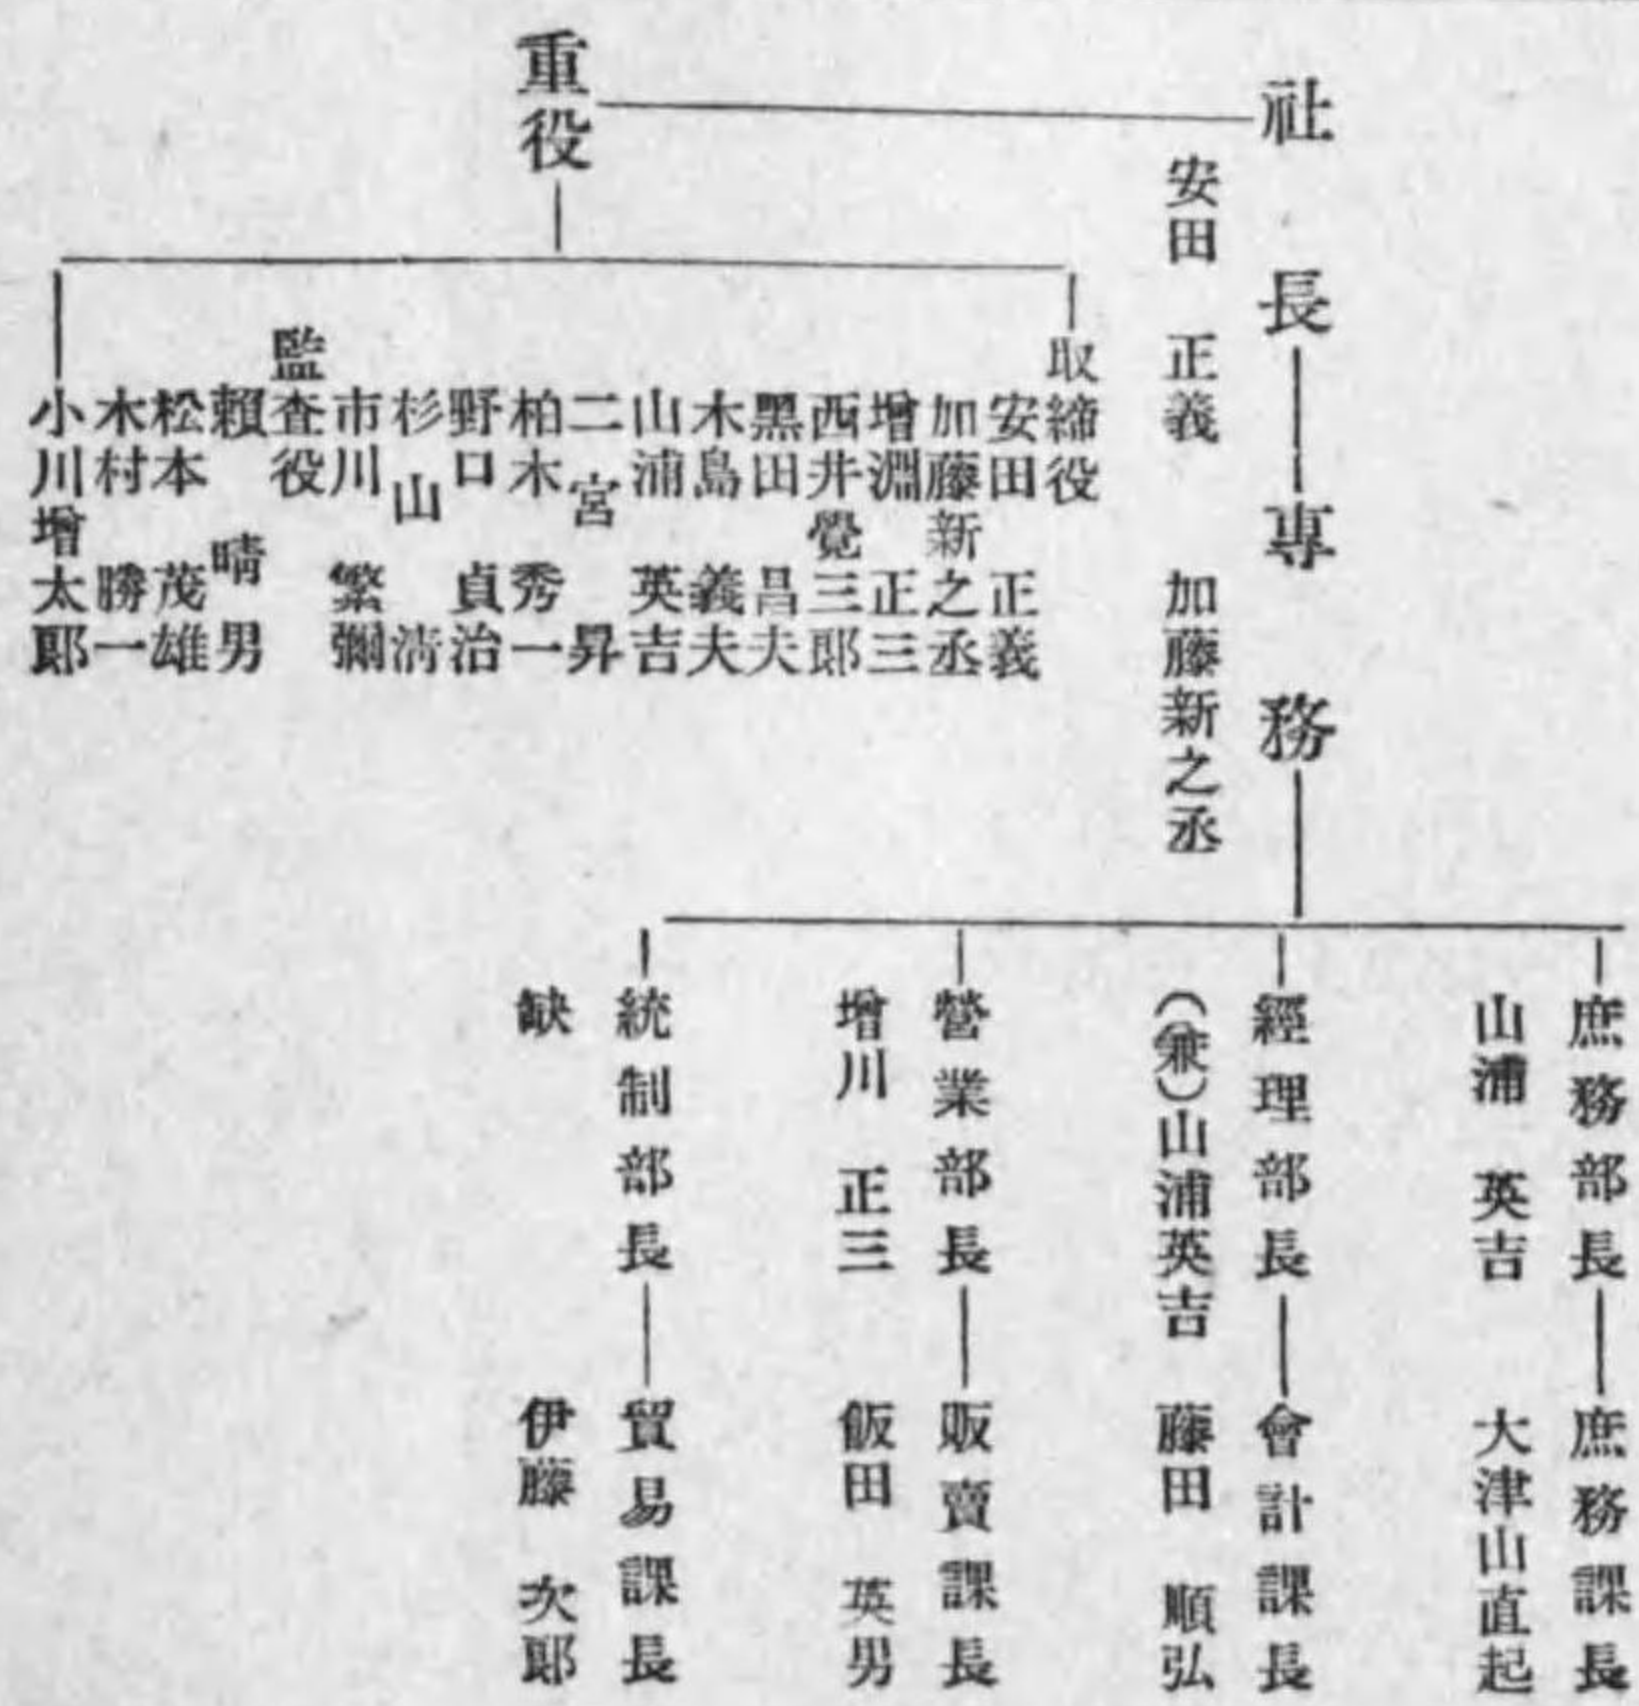 社長
專務
安田 正義
加藤新之丞
庶務部長
庶務課長
山浦 英吉
大津山直起
經理部長
會計課長
(兼)山浦英吉
藤田 順弘
營業部長
販賣課長
增川 正三
飯田 英男
統制部長
貿易課長
缺
伊藤 次郞
重役
取締役
安田 正義
加藤新之丞
增淵 正三
西井覺三郞
黑田 昌夫
木島 義夫
山浦 英吉
二宮 昇
柏木 秀一
野口 貞治
杉山 淸
市川 繁彌
監査役
賴 晴男
松本 茂雄
木村 勝一
小川增太郞